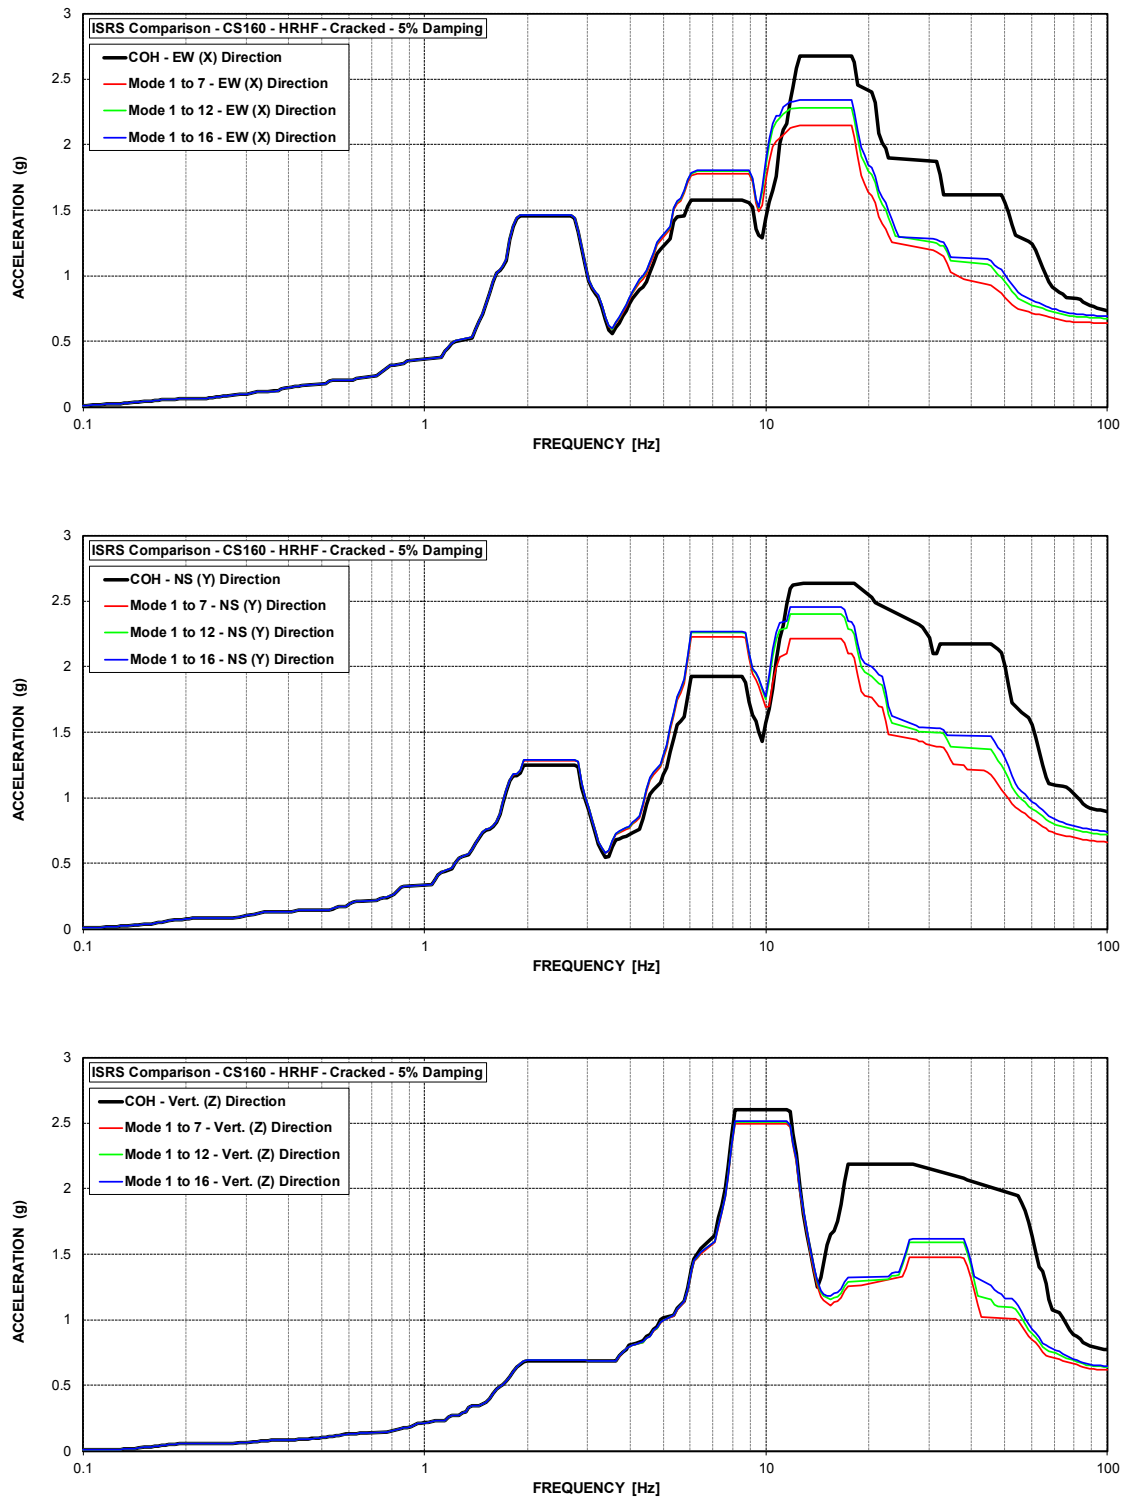 ISRS Comparison - CS160 - HRHF - Cracked - 5% Damping
COH - EW (X) Direction
Mode 1 to 7 - EW (X) Direction
Mode 1 to 12 - EW (X) Direction
Mode 1 to 16 - EW (X) Direction
ACCELERATION (g)
3
2.5
2
1.5
1
0.5
0
0.1
1
10
100
FREQUENCY [Hz]
ISRS Comparison - CS160 - HRHF - Cracked - 5% Damping
COH - NS (Y) Direction
Mode 1 to 7 - NS (Y) Direction
Mode 1 to 12 - NS (Y) Direction
Mode 1 to 16 - NS (Y) Direction
ACCELERATION (g)
3
2.5
2
1.5
1
0.5
0
0.1
1
10
100
FREQUENCY [Hz]
ISRS Comparison - CS160 - HRHF - Cracked - 5% Damping
COH - Vert. (Z) Direction
Mode 1 to 7 - Vert. (Z) Direction
Mode 1 to 12 - Vert. (Z) Direction
Mode 1 to 16 - Vert. (Z) Direction
ACCELERATION (g)
3
2.5
2
1.5
1
0.5
0
0.1
1
10
100
FREQUENCY [Hz]